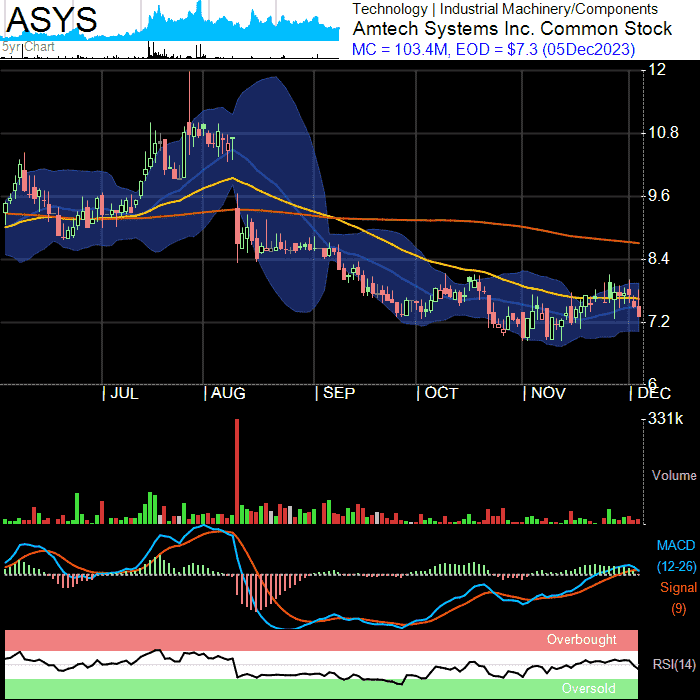 ASYS
5yr Chart
Technology | Industrial Machinery/Components
Amtech Systems Inc. Common Stock
MC = 103.4M, EOD = $7.3 (05Dec2023)
12
10.8
9.6
8.4
7.2
6
JUL
AUG
SEP
OCT
NOV
DEC
331k
Volume
MACD
(12-26)
Signal
(9)
Overbought
RSI(14)
Oversold